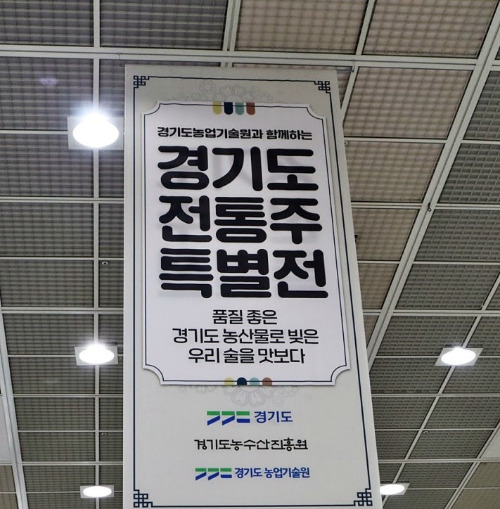 경기도농업기술원과 함께하는
경기도
전통주
특별전
품질 좋은
경기도 농산물로 빚은
우리 술을 맛보다
경기도
경기도농수산진흥원
경기도 농업기술원